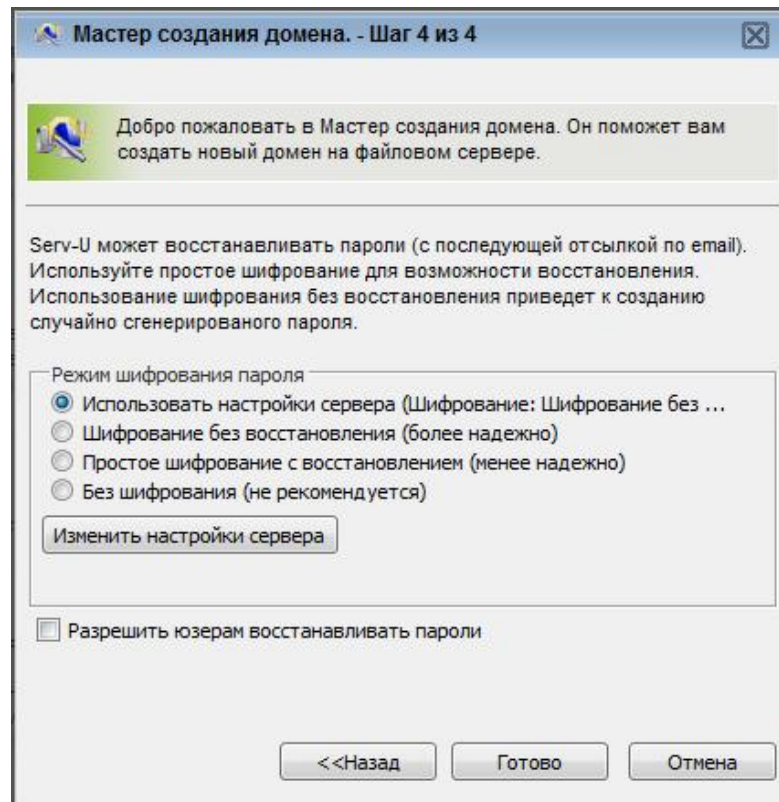 Мастер создания домена. - Шаг 4 из 4
Добро пожаловать в Мастер создания домена. Он поможет вам
создать новый домен на файловом сервере.
Serv-U может восстанавливать пароли (с последующей отсылкой по email).
Используйте простое шифрование для возможности восстановления.
Использование шифрования без восстановления приведет к созданию
случайно сгенерированого пароля.
Режим шифрования пароля
Использовать настройки сервера (Шифрование: Шифрование без ...
Шифрование без восстановления (более надежно)
Простое шифрование с восстановлением (менее надежно)
Без шифрования (не рекомендуется)
Изменить настройки сервера
Разрешить юзерам восстанавливать пароли
<<Назад
Готово
Отмена